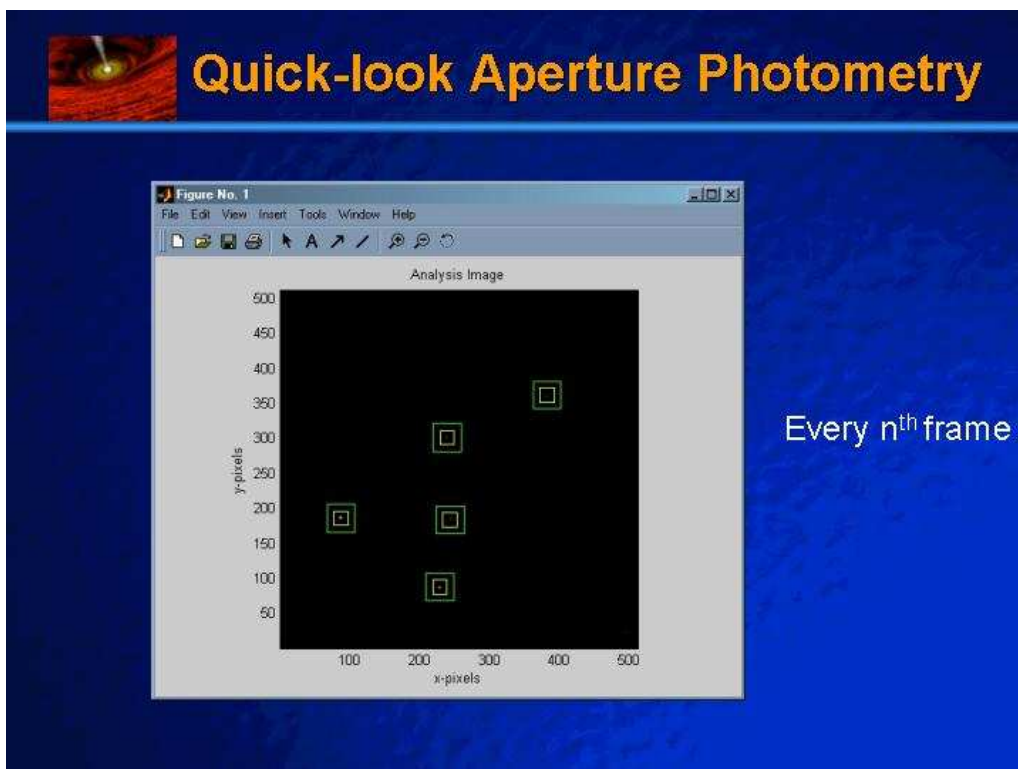 Quick-look Aperture Photometry
Figure No. 1
File Edit View Insert Tools Window Help
A
Analysis Image
500
450
400
350
300
250
200
150
100
50
y-pixels
100 200 300 400 500
x-pixels
Every nth frame